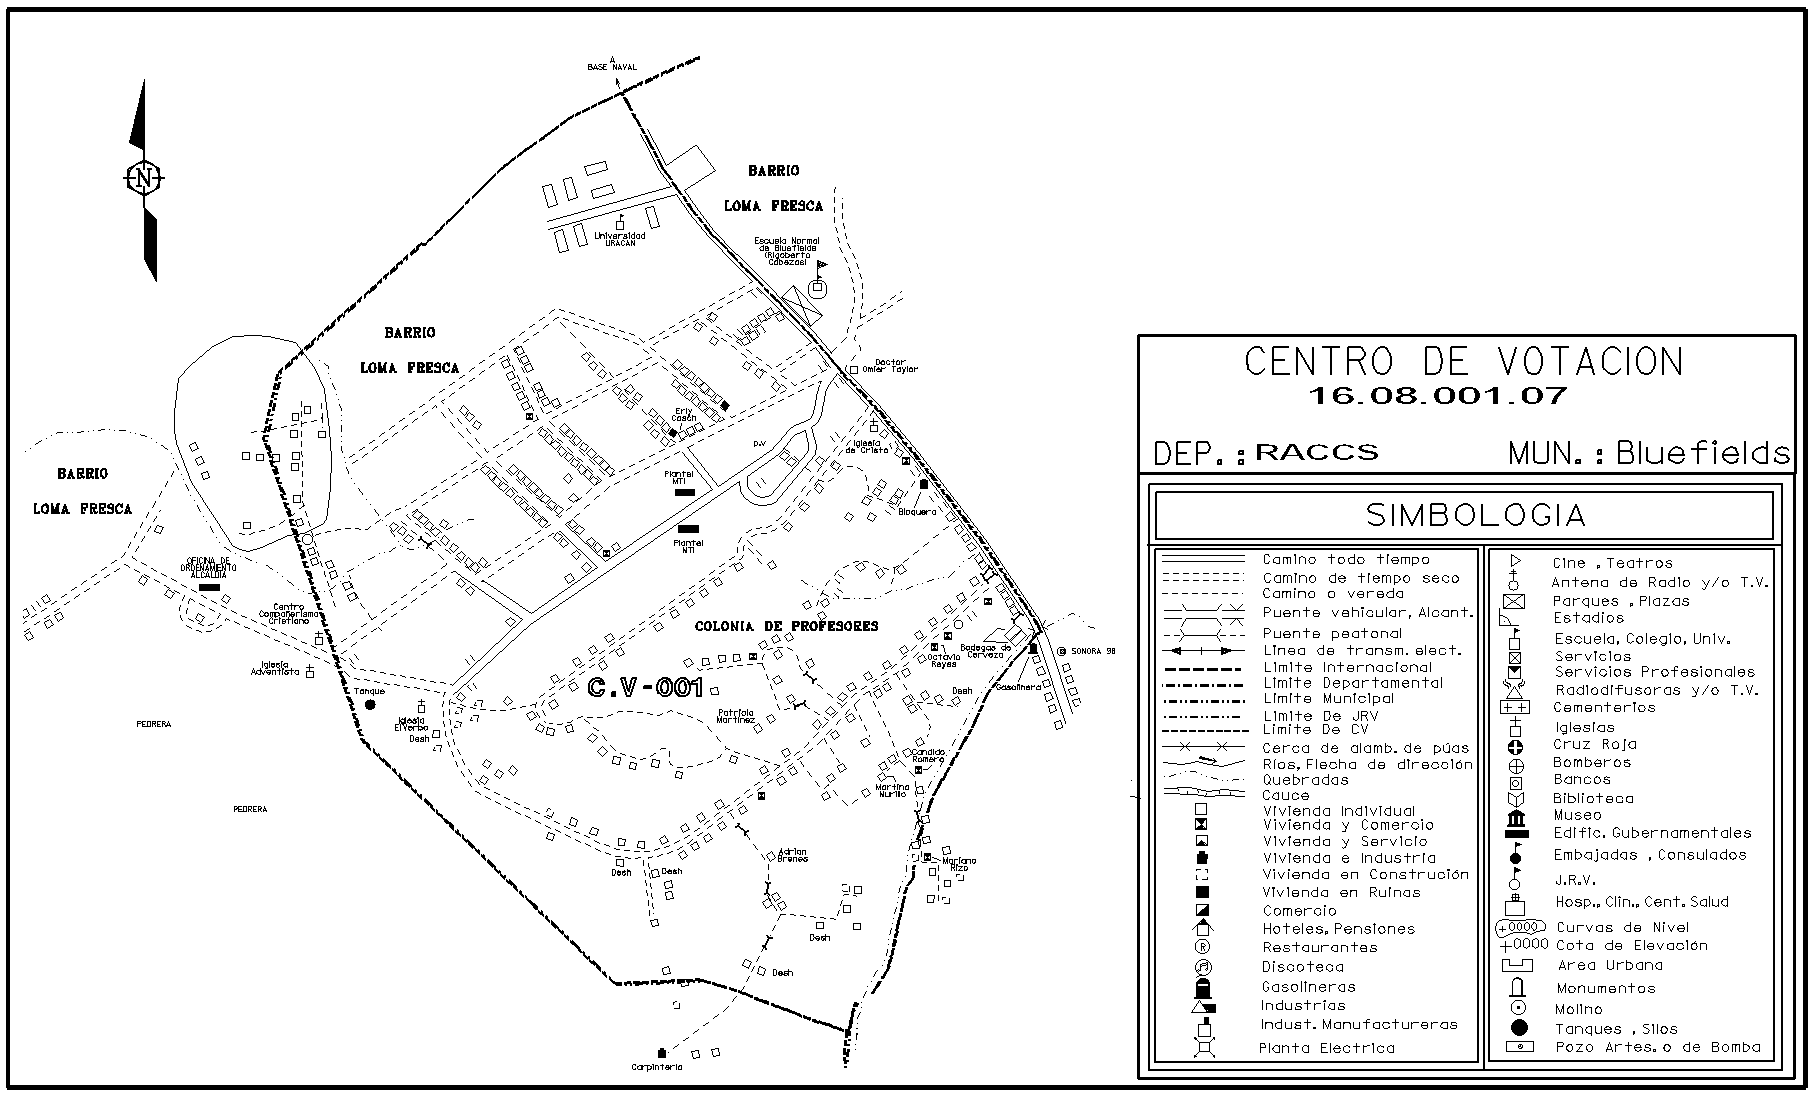 A
BASE NAVAL
N
BARRIO
LOMA FRESCA
Universidad
URACAN
Escuela Normal
de Bluefields
(Rigoberto
Cabezas)
BARRIO
LOMA FRESCA
Doctor
Omier Taylor
Erly
Casch
D.V
Iglesia
de Cristo
Plantel
MTI
Bloquera
Plantel
MTI
BARRIO
LOMA FRESCA
OFICINA DE
ORDENAMIENTO
ALCALDIA
Centro
Compañerismo
Cristiano
Iglesia
Adventista
Tanque
Iglesia
El Verbo
Desh
PEDRERA
PEDRERA
COLONIA DE PROFESORES
C.V-001
Octavio
Reyes
Bodegas de
Cerveza
SONORA 98
Gasolinera
Desh
Patriola
Martinez
Candido
Romero
Martina
Murillo
Adrian
Brenes
Mariano
Rizo
Desh
Desh
Desh
Desh
Carpinteria
CENTRO DE VOTACION
16.08.001.07
DEP.: RACCS
MUN.: Bluefields
SIMBOLOGIA
Camino todo tiempo
Camino de tiempo seco
Camino o vereda
Puente vehicular, Alcant.
Puente peatonal
Linea de transm. elect.
Limite Internacional
Limite Departamental
Limite Municipal
Limite De JRV
Limite De CV
Cerca de alamb. de púas
Ríos, Flecha de dirección
Quebradas
Cauce
Vivienda Individual
Vivienda y Comercio
Vivienda y Servicio
Vivienda e Industria
Vivienda en Construción
Vivienda en Ruinas
Comercio
Hoteles, Pensiones
R
Restaurantes
Discoteca
Gasolineras
Industrias
Indust. Manufactureras
Planta Electrica
Cine , Teatros
Antena de Radio y/o T.V.
Parques , Plazas
Estadios
Escuela, Colegio, Univ.
Servicios
Servicios Profesionales
Radiodifusoras y/o T.V.
Cementerios
Iglesias
Cruz Roja
Bomberos
Bancos
Biblioteca
Museo
Edific. Gubernamentales
Embajadas , Consulados
J.R.V.
Hosp., Clin., Cent. Salud
+0000 Curvas de Nivel
+0000 Cota de Elevación
Area Urbana
Monumentos
Molino
Tanques , Silos
Pozo Artes. o de Bomba